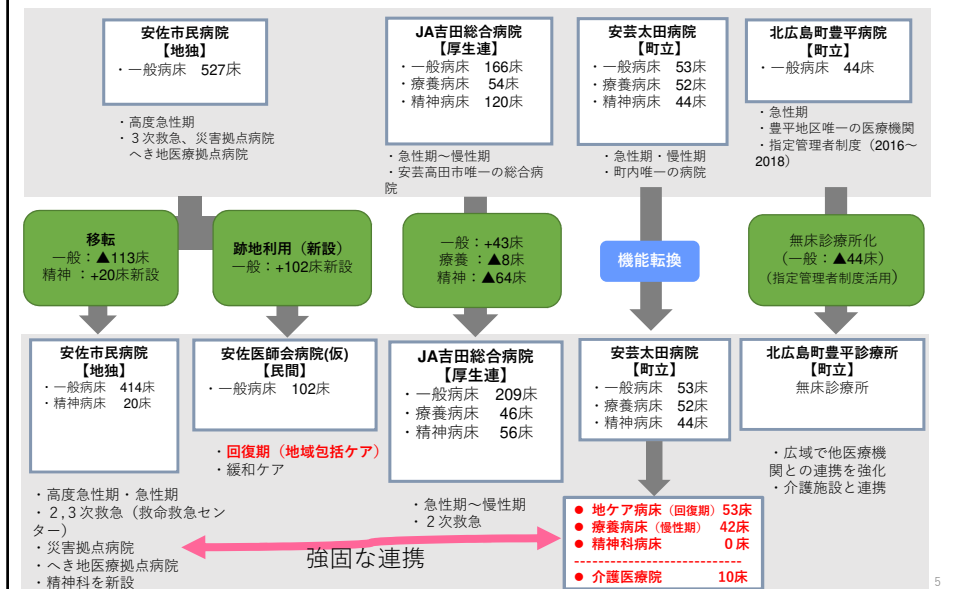 安佐市民病院
【地独】
・一般病床　527床
・高度急性期
・３次救急、災害拠点病院
へき地医療拠点病院
JA吉田総合病院
【厚生連】
・一般病床　166床
・療養病床　54床
・精神病床　120床
・急性期～慢性期
・安芸高田市唯一の総合病
院
安芸太田病院
【町立】
・一般病床　53床
・療養病床　52床
・精神病床　44床
・急性期・慢性期
・町内唯一の病院
北広島町豊平病院
【町立】
・一般病床　44床
・急性期
・豊平地区唯一の医療機関
・指定管理者制度（2016～
2018）
移転
一般：▲113床
精神：+20床新設
跡地利用（新設）
一般：+102床新設
一般：+43床
療養：▲8床
精神：▲64床
機能転換
無床診療所化
（一般：▲44床）
(指定管理者制度活用)
安佐市民病院
【地独】
・一般病床　414床
・精神病床　20床
・高度急性期・急性期
・２,３次救急（救命救急セン
ター）
・災害拠点病院
・へき地医療拠点病院
・精神科を新設
安佐医師会病院(仮)
【民間】
・一般病床　102床
・回復期（地域包括ケア）
・緩和ケア
JA吉田総合病院
【厚生連】
・一般病床　209床
・療養病床　46床
・精神病床　56床
・急性期～慢性期
・２次救急
安芸太田病院
【町立】
・一般病床　53床
・療養病床　52床
・精神病床　44床
● 地ケア病床（回復期）53床
● 療養病床（慢性期）　42床
● 精神科病床　０床
● 介護医療院　10床
北広島町豊平診療所
【町立】
無床診療所
・広域で他医療機
関との連携を強化
・介護施設と連携
強固な連携
5